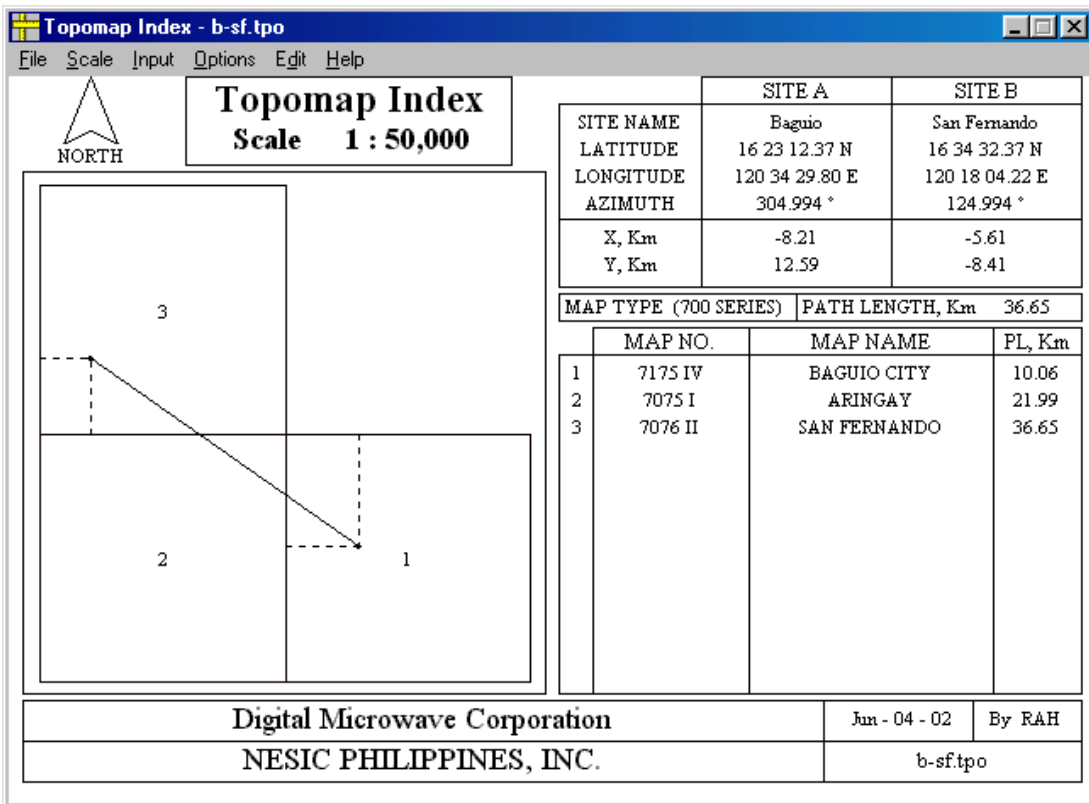 Topomap Index - b-sf.tpo
File Scale Input Options Edit Help
NORTH
Topomap Index
Scale 1 : 50,000
3
2
1
SITE A SITE B
SITE NAME Baguio San Fernando
LATITUDE 16 23 12.37 N 16 34 32.37 N
LONGITUDE 120 34 29.80 E 120 18 04.22 E
AZIMUTH 304.994 ° 124.994 °
X, Km -8.21 -5.61
Y, Km 12.59 -8.41
MAP TYPE (700 SERIES) PATH LENGTH, Km 36.65
MAP NO. MAP NAME PL, Km
1 7175 IV BAGUIO CITY 10.06
2 7075 I ARINGAY 21.99
3 7076 II SAN FERNANDO 36.65
Digital Microwave Corporation Jun - 04 - 02 By RAH
NESIC PHILIPPINES, INC. b-sf.tpo